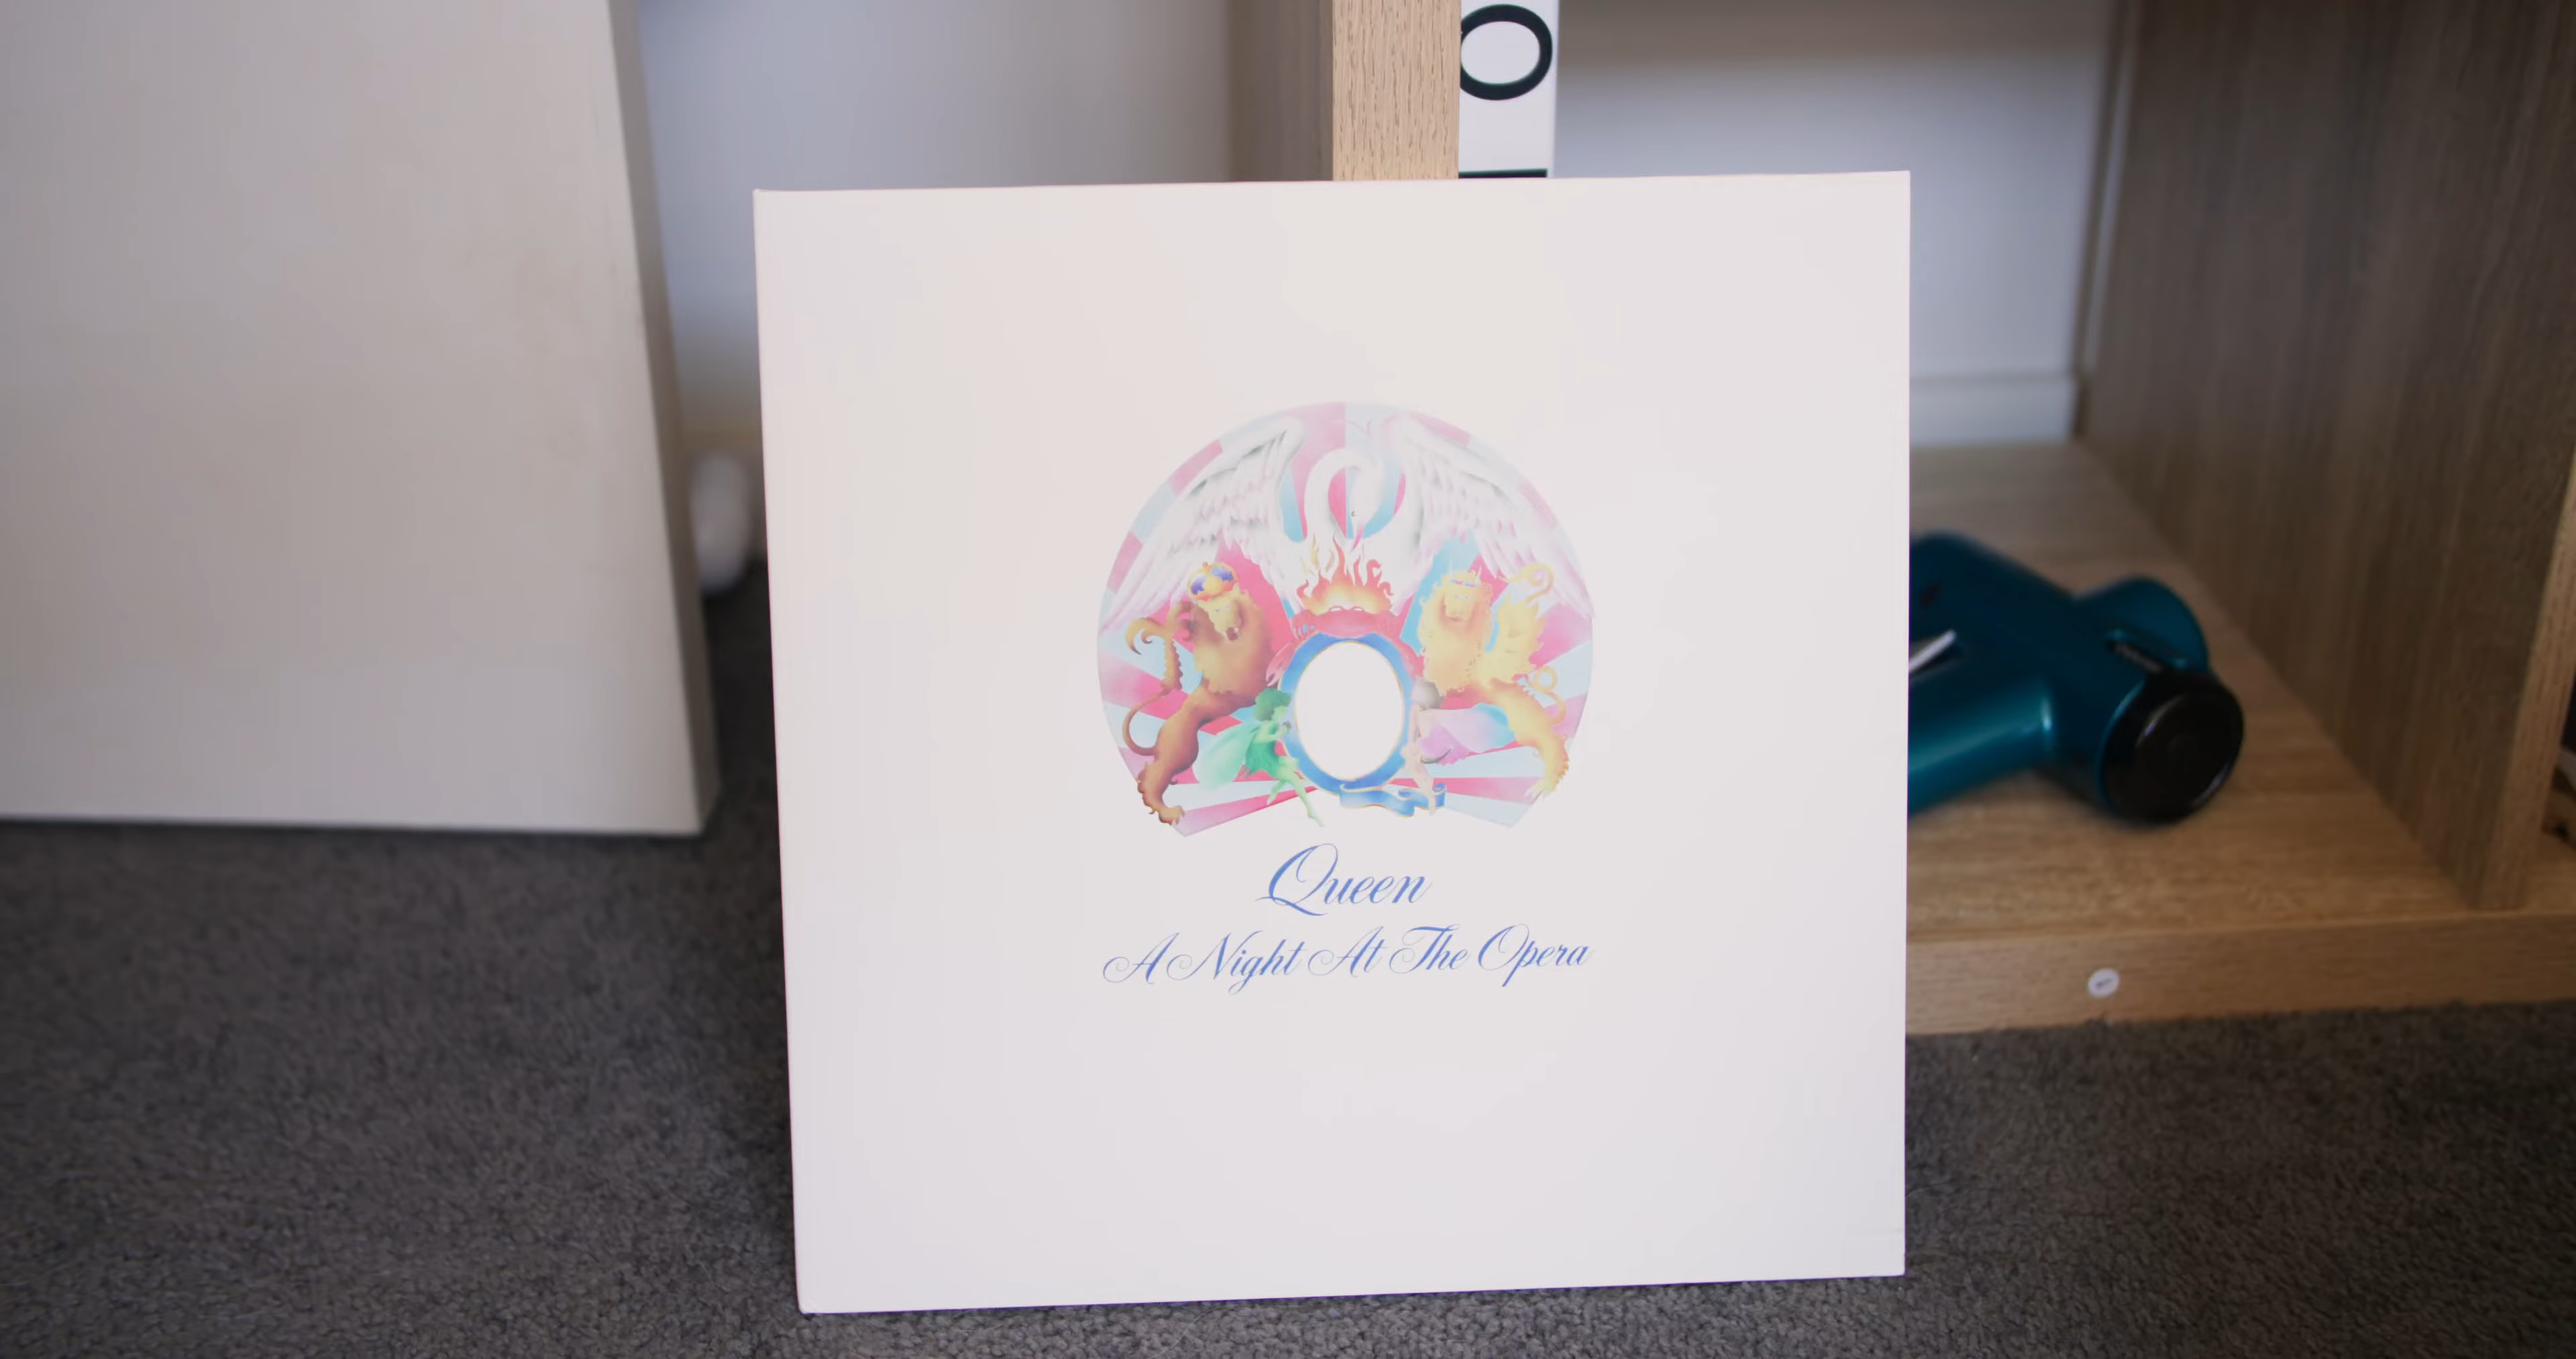 O
Queen
A Night At The Opera